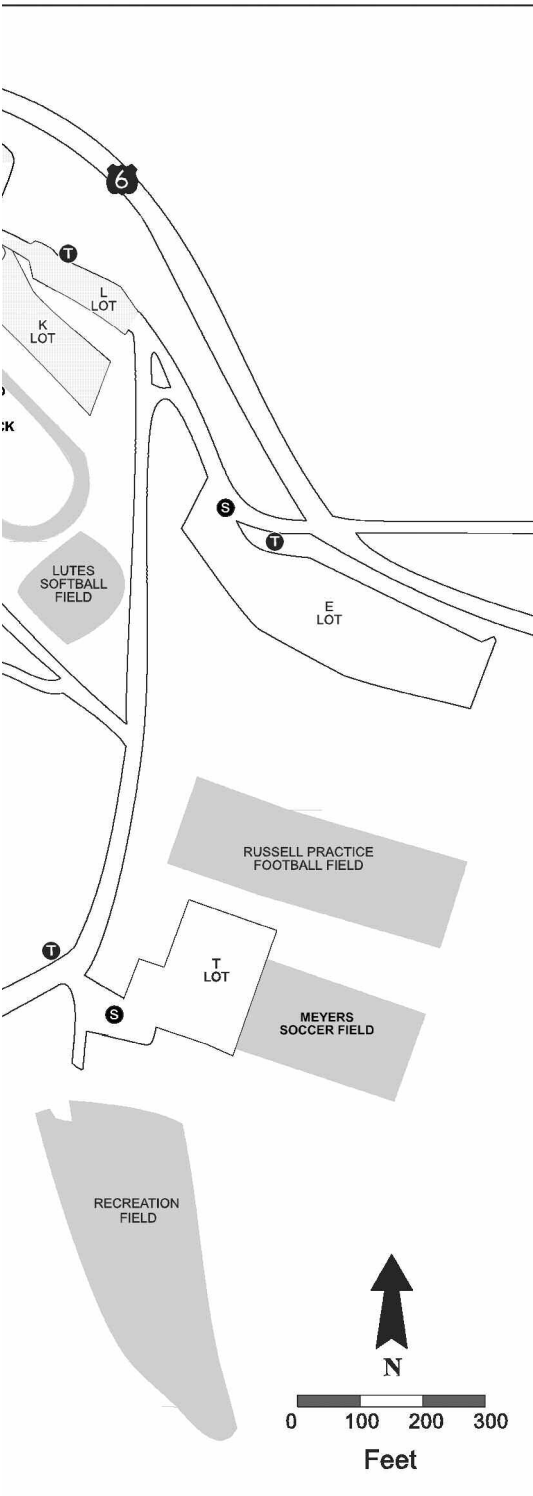 6
T
L
LOT
K
LOT
CK
S
T
LUTES
SOFTBALL
FIELD
E
LOT
RUSSELL PRACTICE
FOOTBALL FIELD
T
T
LOT
S
MEYERS
SOCCER FIELD
RECREATION
FIELD
N
0 100 200 300
Feet